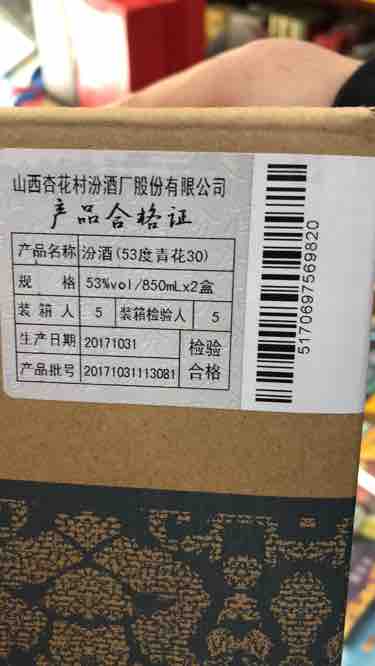 山西杏花村汾酒厂股份有限公司
产品合格证
产品名称 汾酒(53度青花30)
规 格 53%vol/850mLx2盒
装箱人 5 装箱检验人 5
生产日期 20171031 检验
产品批号 20171031113081 合格
5170697569820